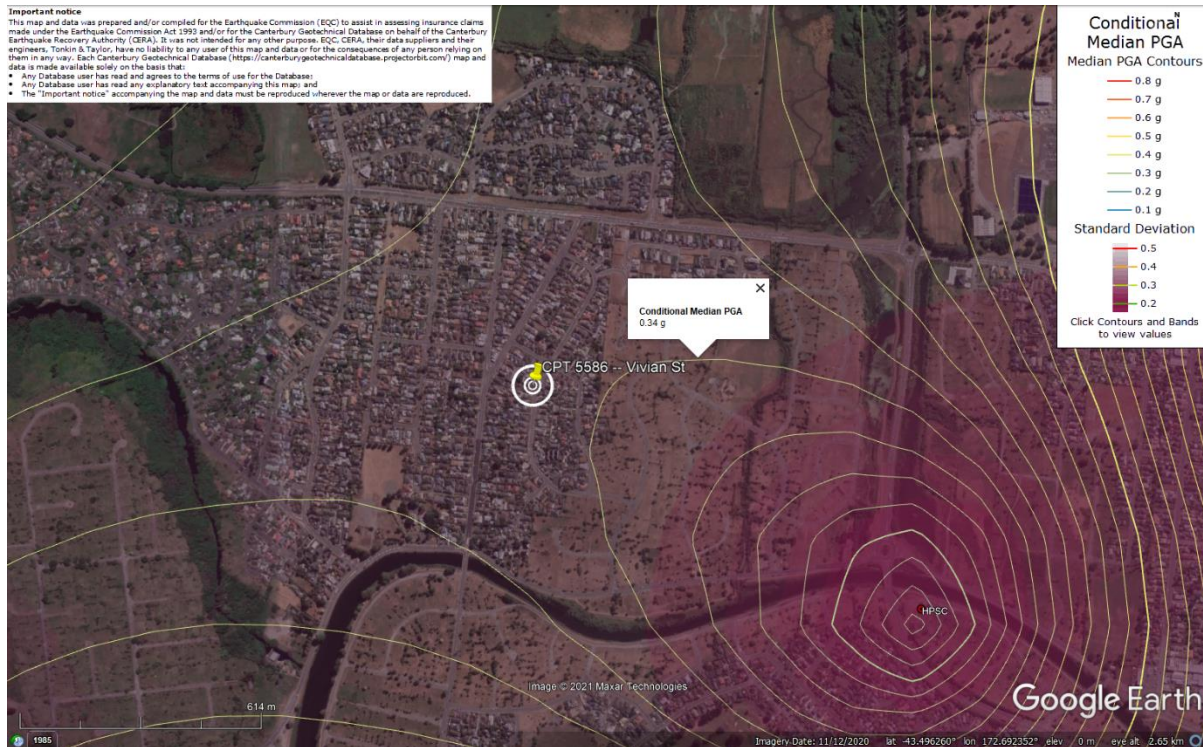 Important notice
This map and data was prepared and/or compiled for the Earthquake Commission (EQC) to assist in assessing insurance claims
made under the Earthquake Commission Act 1993 and/or for the Canterbury Geotechnical Database on behalf of the Canterbury
Earthquake Recovery Authority (CERA). It was not intended for any other purpose. EQC, CERA, their data suppliers and their
engineers, Tonkin & Taylor, have no liability to any user of this map and data or for the consequences of any person relying on
them in any way. Each Canterbury Geotechnical Database (https://canterburygeotechnicaldatabase.projectorbit.com/) map and
data is made available solely on the basis that:
• Any Database user has read and agrees to the terms of use for the Database;
• Any Database user has read any explanatory text accompanying this map; and
• The "Important notice" accompanying the map and data must be reproduced wherever the map or data are reproduced.
N
Conditional
Median PGA
Median PGA Contours
0.8 g
0.7 g
0.6 g
0.5 g
0.4 g
0.3 g
0.2 g
0.1 g
Standard Deviation
0.5
0.4
0.3
0.2
Click Contours and Bands
to view values
Conditional Median PGA
0.34 g
CPT 5586 -- Vivian St
HPSC
Image © 2021 Maxar Technologies
Google Earth
614 m
1985
Imagery Date: 11/12/2020 lat -43.496260° lon 172.692352° elev 0 m eye alt 2.65 km